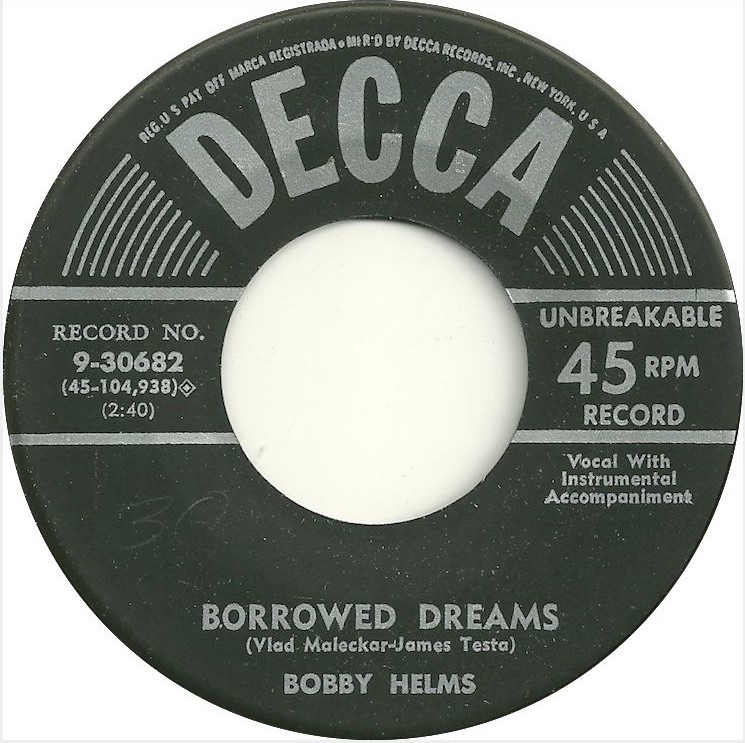 REG. U S PAT OFF MARCA REGISTRADA • M'F'R'D BY DECCA RECORDS, INC., NEW YORK, U S A
DECCA
RECORD NO.
9-30682
(45-104,938)
(2:40)
UNBREAKABLE
45 RPM
RECORD
Vocal With
Instrumental
Accompaniment
BORROWED DREAMS
(Vlad Maleckar-James Testa)
BOBBY HELMS